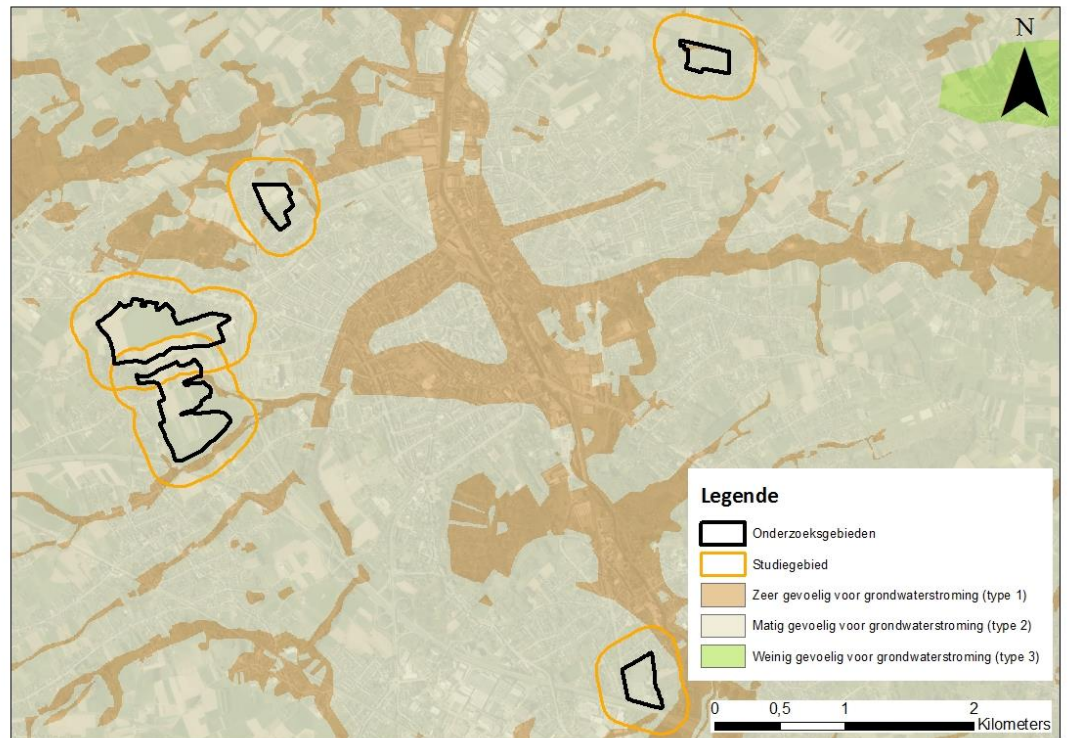 N
Legende
Onderzoeksgebieden
Studiegebied
Zeer gevoelig voor grondwaterstroming (type 1)
Matig gevoelig voor grondwaterstroming (type 2)
Weinig gevoelig voor grondwaterstroming (type 3)
0 0,5 1 2
Kilometers